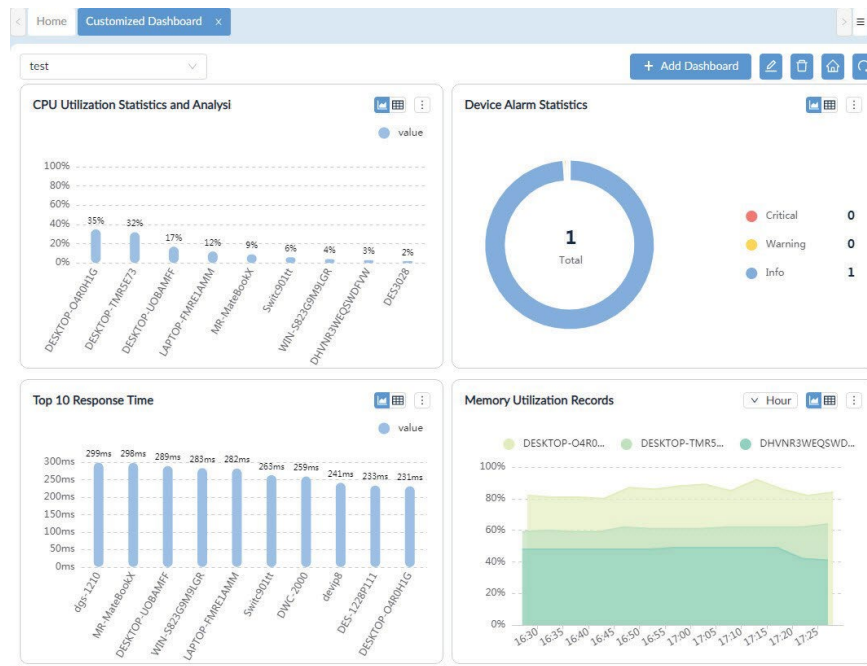 Home
Customized Dashboard x
test
+ Add Dashboard
CPU Utilization Statistics and Analysi
value
100%
80%
60%
40%
20%
0%
35%
32%
17%
12%
9%
6%
4%
3%
2%
DESKTOP-O4R0H1G
DESKTOP-TMR5E73
DESKTOP-UOBAMFF
LAPTOP-FMRE1AMM
MR-MateBookX
Switc901tt
WIN-S823G9M9LGR
DHVNR3WEQSWDFVW
DES3028
Device Alarm Statistics
1
Total
Critical 0
Warning 0
Info 1
Top 10 Response Time
value
300ms
250ms
200ms
150ms
100ms
50ms
0ms
299ms
298ms
289ms
283ms
282ms
263ms
259ms
241ms
233ms
231ms
dgs-1210
MR-MateBookX
DESKTOP-UOBAMFF
WIN-S823G9M9LGR
LAPTOP-FMRE1AMM
Switc901tt
DWC-2000
devip8
DES-1228P111
DESKTOP-O4R0H1G
Memory Utilization Records
Hour
DESKTOP-O4R0...
DESKTOP-TMR5...
DHVNR3WEQSWD...
100%
80%
60%
40%
20%
0%
16:30
16:35
16:40
16:45
16:50
16:55
17:00
17:05
17:10
17:15
17:20
17:25